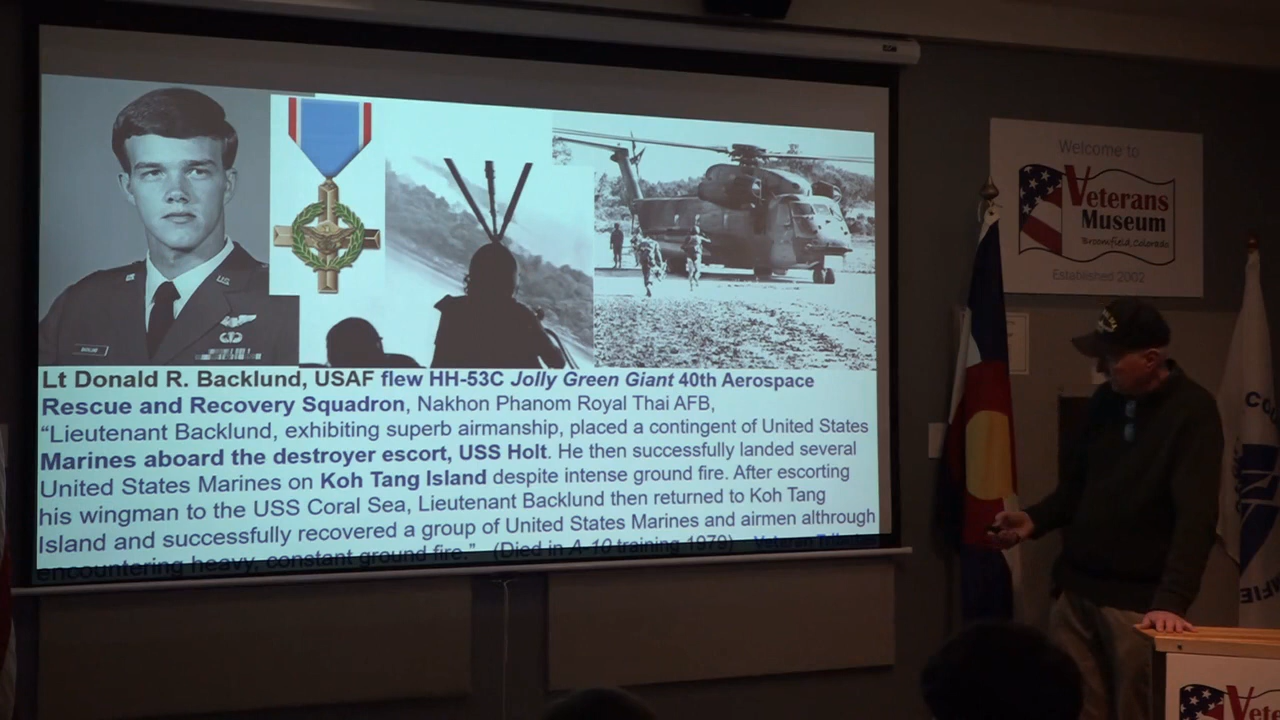 Lt Donald R. Backlund, USAF flew HH-53C Jolly Green Giant 40th Aerospace
Rescue and Recovery Squadron, Nakhon Phanom Royal Thai AFB,
“Lieutenant Backlund, exhibiting superb airmanship, placed a contingent of United States
Marines aboard the destroyer escort, USS Holt. He then successfully landed several
United States Marines on Koh Tang Island despite intense ground fire. After escorting
his wingman to the USS Coral Sea, Lieutenant Backlund then returned to Koh Tang
Island and successfully recovered a group of United States Marines and airmen althrough
encountering heavy, constant ground fire.” (Died in A-10 training 1979) Veteran
Welcome to
Veterans
Museum
Broomfield, Colorado
Established 2002